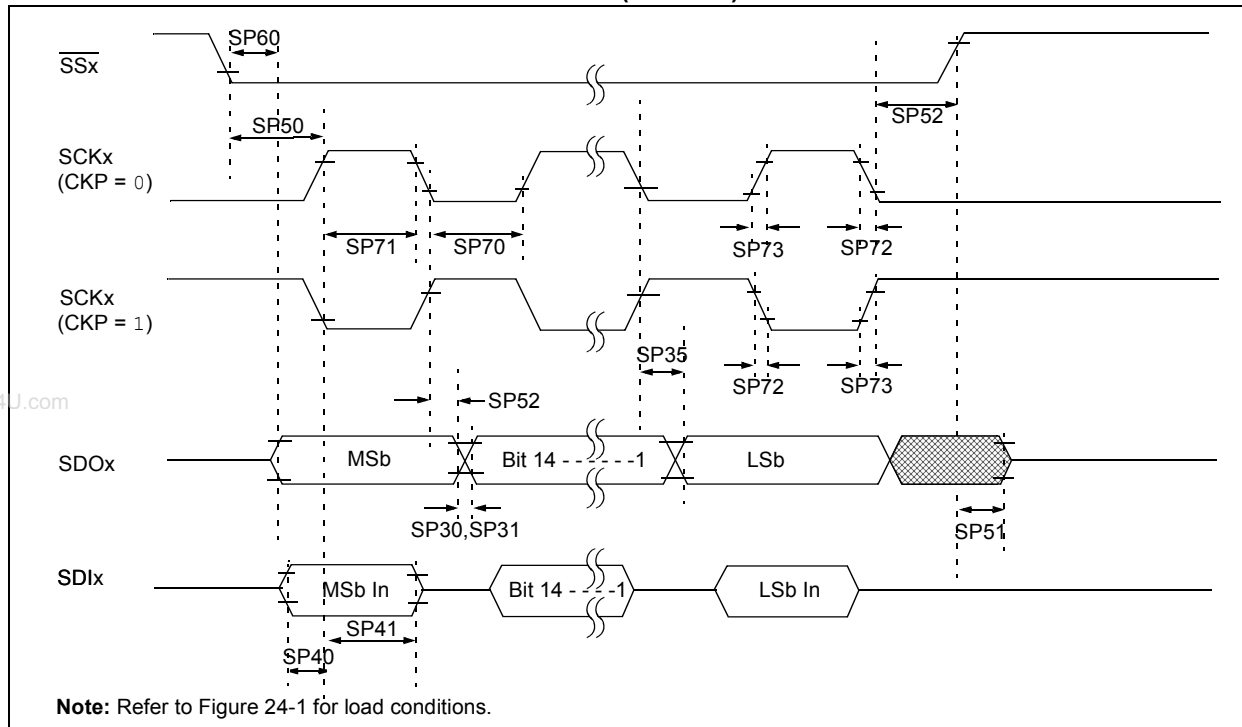 SP60
SSx
SP50
SP52
SCKx
(CKP = 0)
SP71
SP70
SP73
SP72
SCKx
(CKP = 1)
SP35
SP72
SP73
SP52
4U.com
SDOx
MSb
Bit 14 - - - - - -1
LSb
SP30,SP31
SP51
SDIx
MSb In
Bit 14 - - - -1
LSb In
SP41
SP40
Note: Refer to Figure 24-1 for load conditions.